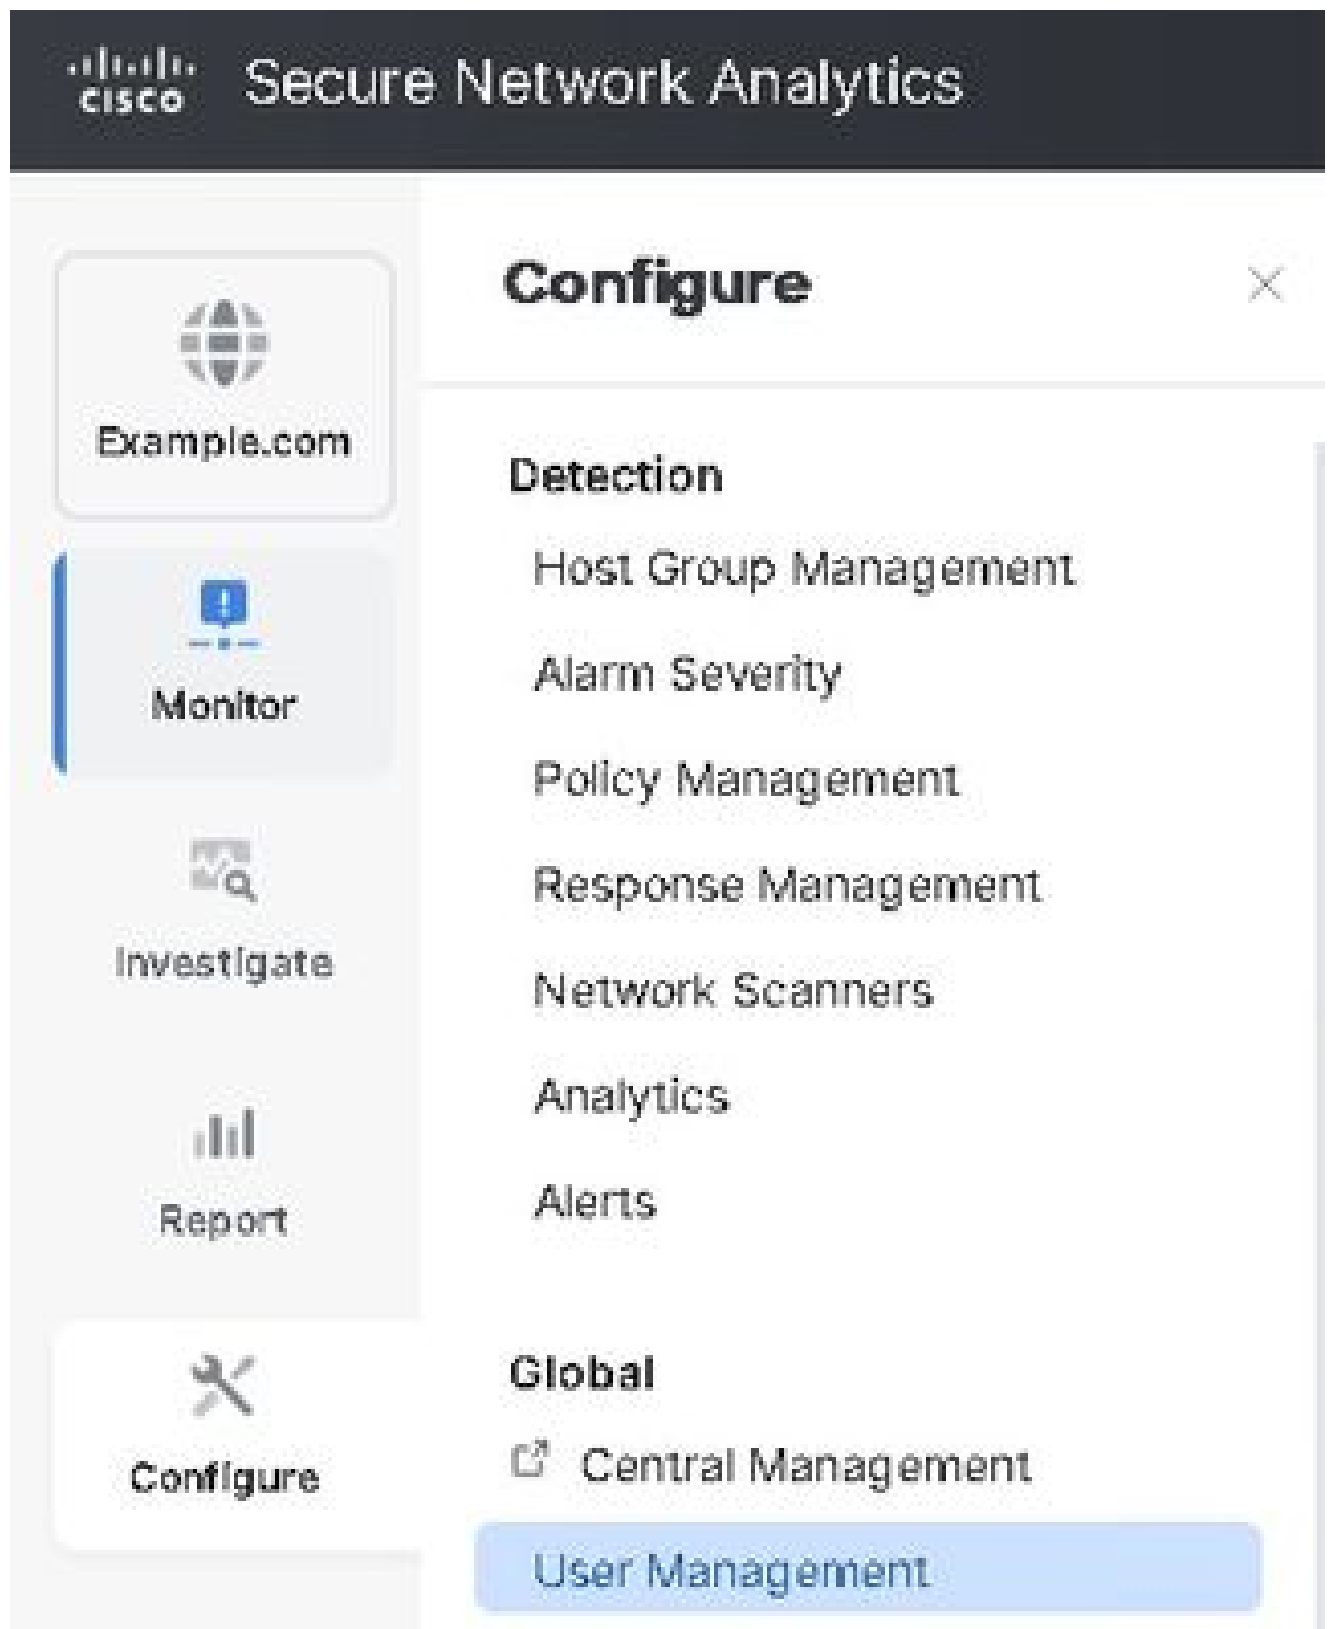 cisco Secure Network Analytics
Example.com
Monitor
Investigate
Report
Configure
Configure
Detection
Host Group Management
Alarm Severity
Policy Management
Response Management
Network Scanners
Analytics
Alerts
Global
Central Management
User Management